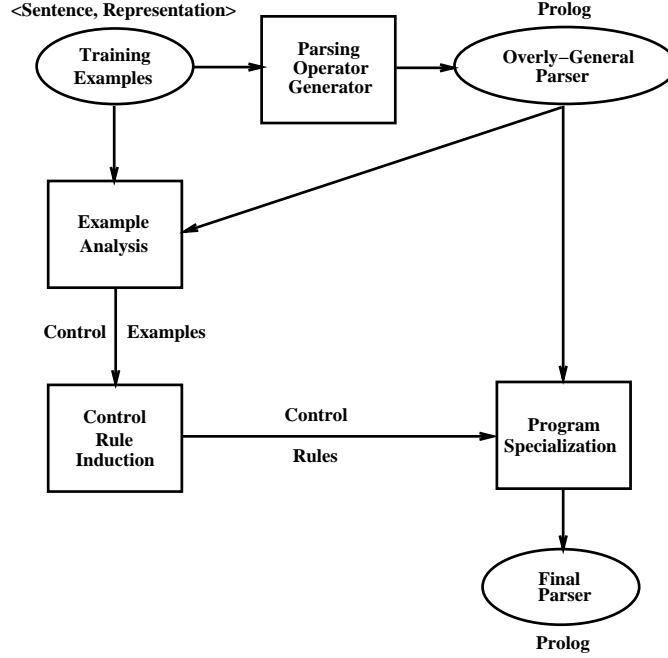 <Sentence, Representation>
Prolog
Training
Examples
Parsing
Operator
Generator
Overly-General
Parser
Example
Analysis
Control Examples
Control
Rule
Induction
Control
Rules
Program
Specialization
Final
Parser
Prolog